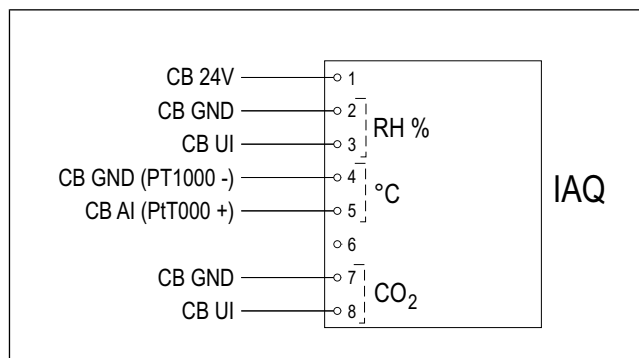 CB 24V 1
CB GND 2
RH %
CB UI 3
CB GND (PT1000 -) 4
°C
CB AI (PtT000 +) 5
IAQ
6
CB GND 7
CO₂
CB UI 8